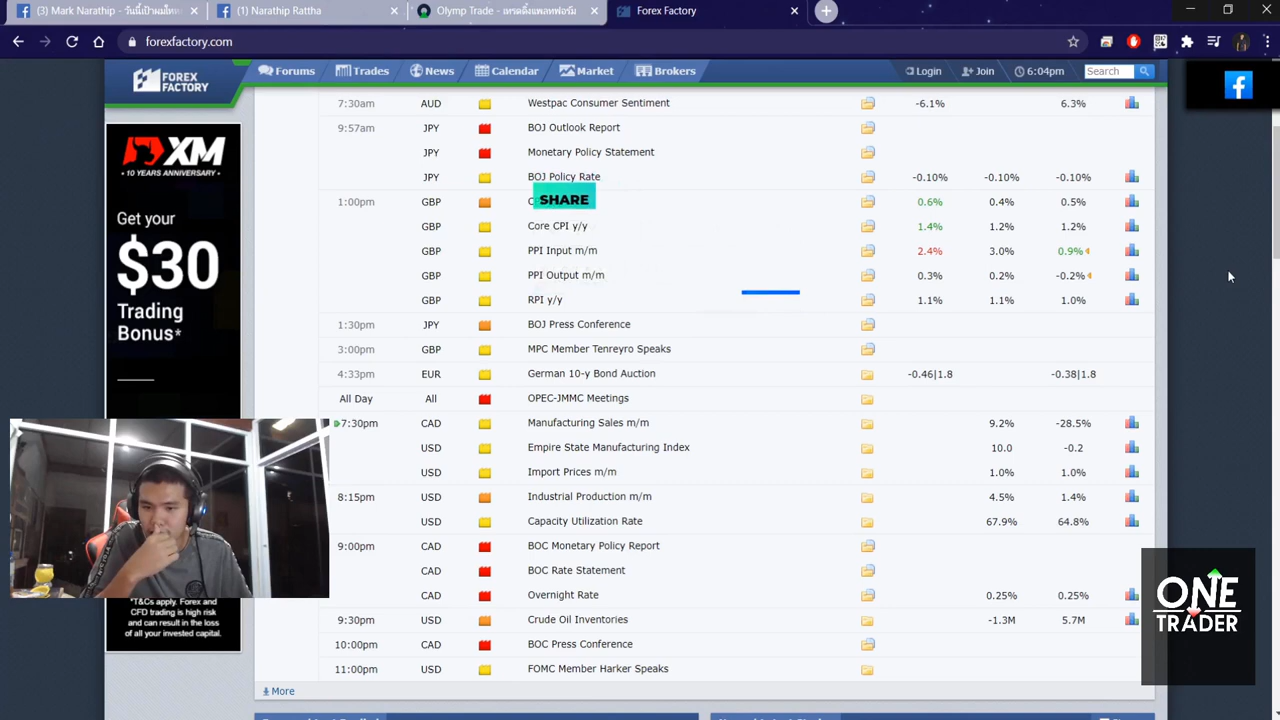 (3) Mark Narathip - วันนี้เป้าผมให
(1) Narathip Rattha
Olymp Trade - เทรดดิ้งแพลทฟอร์ม
Forex Factory
forexfactory.com
FOREX FACTORY
Forums Trades News Calendar Market Brokers Login Join 6:04pm Search
7:30am AUD Westpac Consumer Sentiment -6.1% 6.3%
9:57am JPY BOJ Outlook Report
JPY Monetary Policy Statement
JPY BOJ Policy Rate -0.10% -0.10% -0.10%
SHARE
1:00pm GBP 0.6% 0.4% 0.5%
GBP Core CPI y/y 1.4% 1.2% 1.2%
GBP PPI Input m/m 2.4% 3.0% 0.9%
GBP PPI Output m/m 0.3% 0.2% -0.2%
GBP RPI y/y 1.1% 1.1% 1.0%
1:30pm JPY BOJ Press Conference
3:00pm GBP MPC Member Tenreyro Speaks
4:33pm EUR German 10-y Bond Auction -0.46|1.8 -0.38|1.8
All Day All OPEC-JMMC Meetings
7:30pm CAD Manufacturing Sales m/m 9.2% -28.5%
USD Empire State Manufacturing Index 10.0 -0.2
USD Import Prices m/m 1.0% 1.0%
8:15pm USD Industrial Production m/m 4.5% 1.4%
USD Capacity Utilization Rate 67.9% 64.8%
9:00pm CAD BOC Monetary Policy Report
CAD BOC Rate Statement
CAD Overnight Rate 0.25% 0.25%
9:30pm USD Crude Oil Inventories -1.3M 5.7M
10:00pm CAD BOC Press Conference
11:00pm USD FOMC Member Harker Speaks
More
XM
10 YEARS ANNIVERSARY
Get your
$30
Trading
Bonus*
*T&Cs apply. Forex and
CFD trading is high risk
and can result in the loss
of all your invested capital.
ONE
TRADER